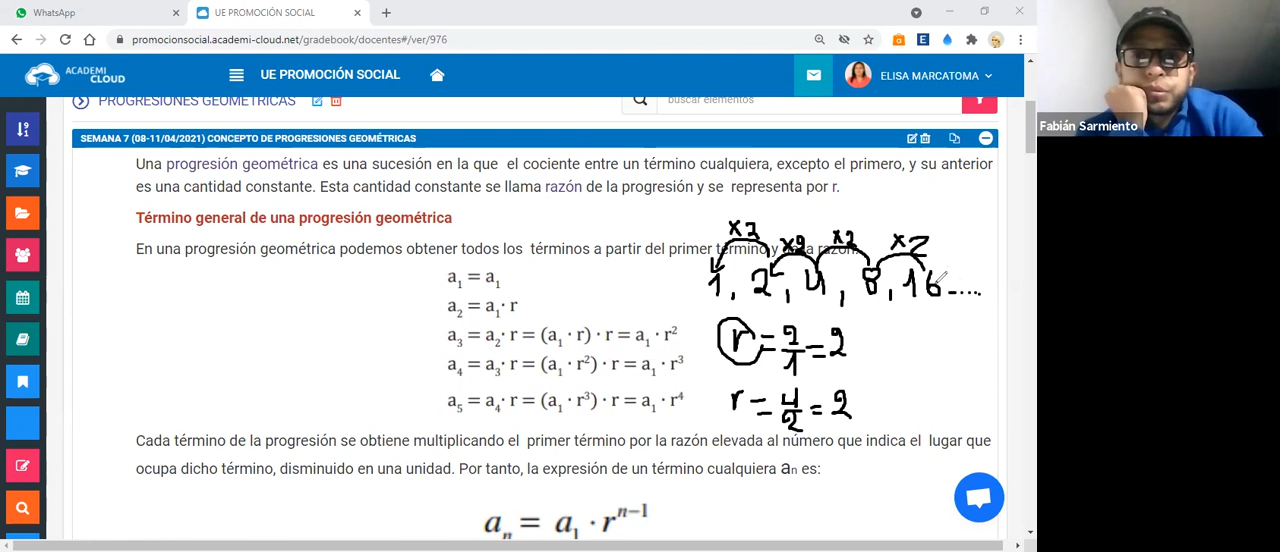 WhatsApp
UE PROMOCIÓN SOCIAL
promocionsocial.academi-cloud.net/gradebook/docentes#/ver/976
ACADEMI CLOUD
UE PROMOCIÓN SOCIAL
ELISA MARCATOMA
PROGRESIONES GEOMÉTRICAS
buscar elementos
Fabián Sarmiento
SEMANA 7 (08-11/04/2021) CONCEPTO DE PROGRESIONES GEOMÉTRICAS
Una progresión geométrica es una sucesión en la que el cociente entre un término cualquiera, excepto el primero, y su anterior
es una cantidad constante. Esta cantidad constante se llama razón de la progresión y se representa por r.
Término general de una progresión geométrica
En una progresión geométrica podemos obtener todos los términos a partir del primer término y razón.
x2 x2 x2 x2
1, 2, 4, 8, 16 .....
a₁ = a₁
a₂ = a₁ · r
a₃ = a₂ · r = (a₁ · r) · r = a₁ · r²
a₄ = a₃ · r = (a₁ · r²) · r = a₁ · r³
a₅ = a₄ · r = (a₁ · r³) · r = a₁ · r⁴
r = 2/1 = 2
r = 4/2 = 2
Cada término de la progresión se obtiene multiplicando el primer término por la razón elevada al número que indica el lugar que
ocupa dicho término, disminuido en una unidad. Por tanto, la expresión de un término cualquiera aₙ es:
aₙ = a₁ · rⁿ⁻¹